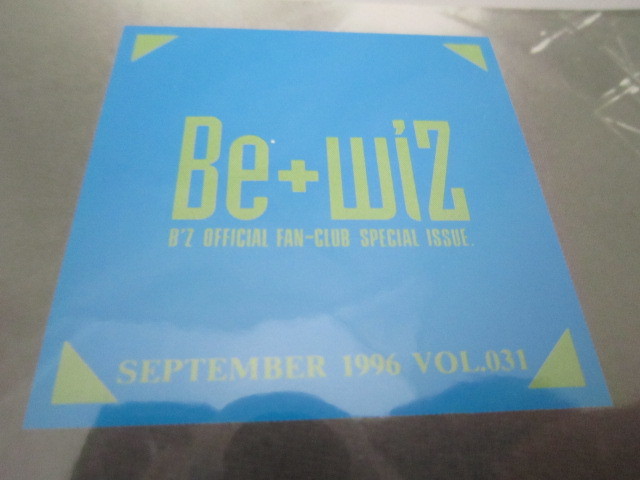 Be+wiZ
B'Z OFFICIAL FAN-CLUB SPECIAL ISSUE.
SEPTEMBER 1996 VOL.031